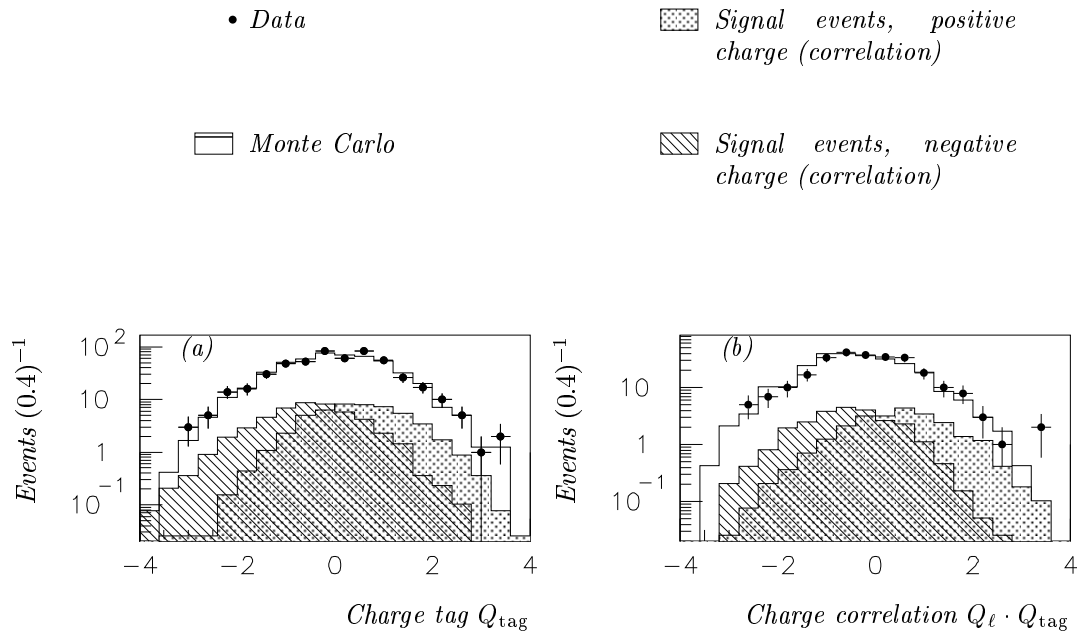 Data
Signal events, positive
charge (correlation)
Monte Carlo
Signal events, negative
charge (correlation)
(a)
Events (0.4)⁻¹
10²
10
1
10⁻¹
−4 −2 0 2 4
Charge tag Q_tag
(b)
Events (0.4)⁻¹
10
1
10⁻¹
−4 −2 0 2 4
Charge correlation Q_ℓ · Q_tag